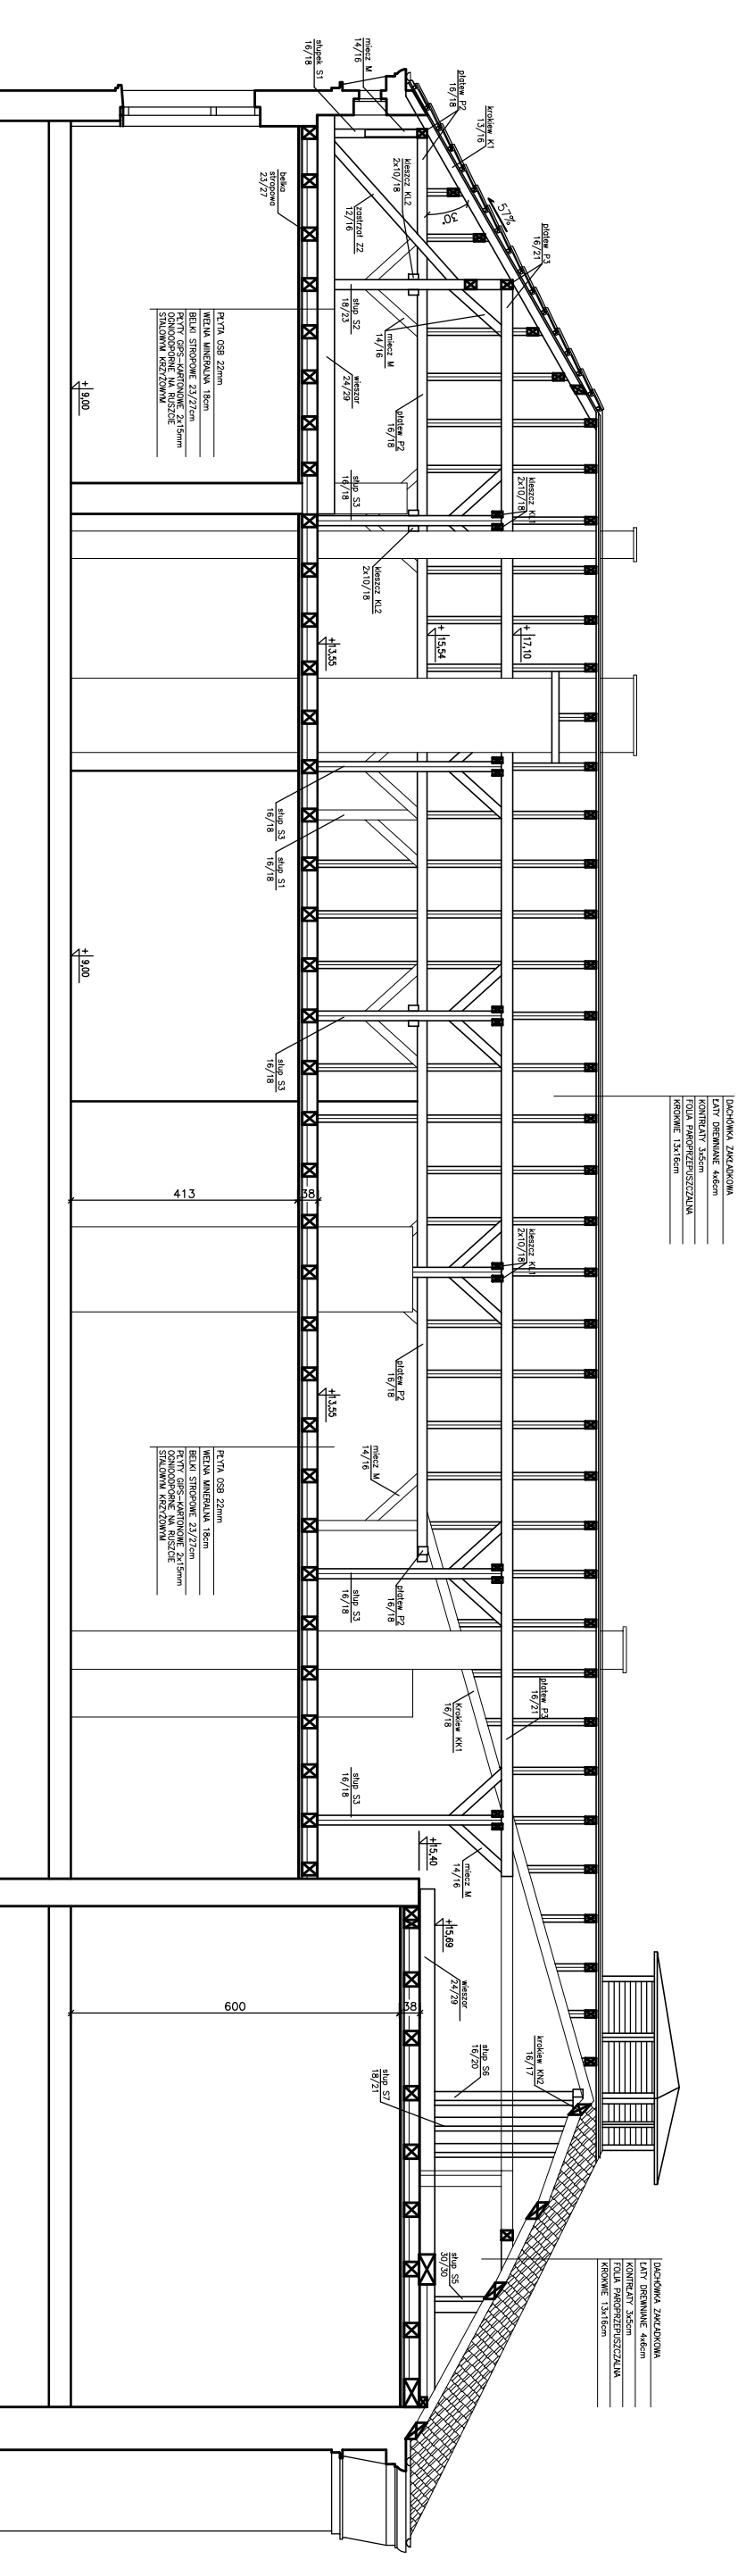 miecz M
14/16
słupek S1
16/18
płatew P2
16/18
krokiew K1
13/16
57%
30°
kleszcz KL2
2x10/18
zastrzał Z2
12/16
belka
stropowa
23/27
płatew P3
16/21
słup S2
18/23
miecz M
14/16
wieszar
24/29
płatew P2
16/18
PŁYTA OSB 22mm
WEŁNA MINERALNA 18cm
BELKI STROPOWE 23/27cm
PŁYTY GIPS-KARTONOWE 2x15mm
OGNIOODPORNE NA RUSZCIE
STALOWYM KRZYŻOWYM
+9,00
słup S3
16/18
kleszcz KL1
2x10/18
kleszcz KL2
2x10/18
+13,55
+15,54
+17,10
słup S3
16/18
słup S1
16/18
+9,00
słup S3
16/18
DACHÓWKA ZAKŁADKOWA
ŁATY DREWNIANE 4x6cm
KONTRŁATY 3x5cm
FOLIA PAROPRZEPUSZCZALNA
KROKWIE 13x16cm
413
38
kleszcz KL1
2x10/18
płatew P2
16/18
+13,55
miecz M
14/16
PŁYTA OSB 22mm
WEŁNA MINERALNA 18cm
BELKI STROPOWE 23/27cm
PŁYTY GIPS-KARTONOWE 2x15mm
OGNIOODPORNE NA RUSZCIE
STALOWYM KRZYŻOWYM
słup S3
16/18
płatew P2
16/18
Krokiew KK1
16/18
płatew P3
16/21
słup S3
16/18
+15,40
miecz M
14/16
+15,69
wieszar
24/29
600
38
słup S6
16/20
krokiew KN2
16/17
słup S7
18/21
słup S5
30/30
DACHÓWKA ZAKŁADKOWA
ŁATY DREWNIANE 4x6cm
KONTRŁATY 3x5cm
FOLIA PAROPRZEPUSZCZALNA
KROKWIE 13x16cm